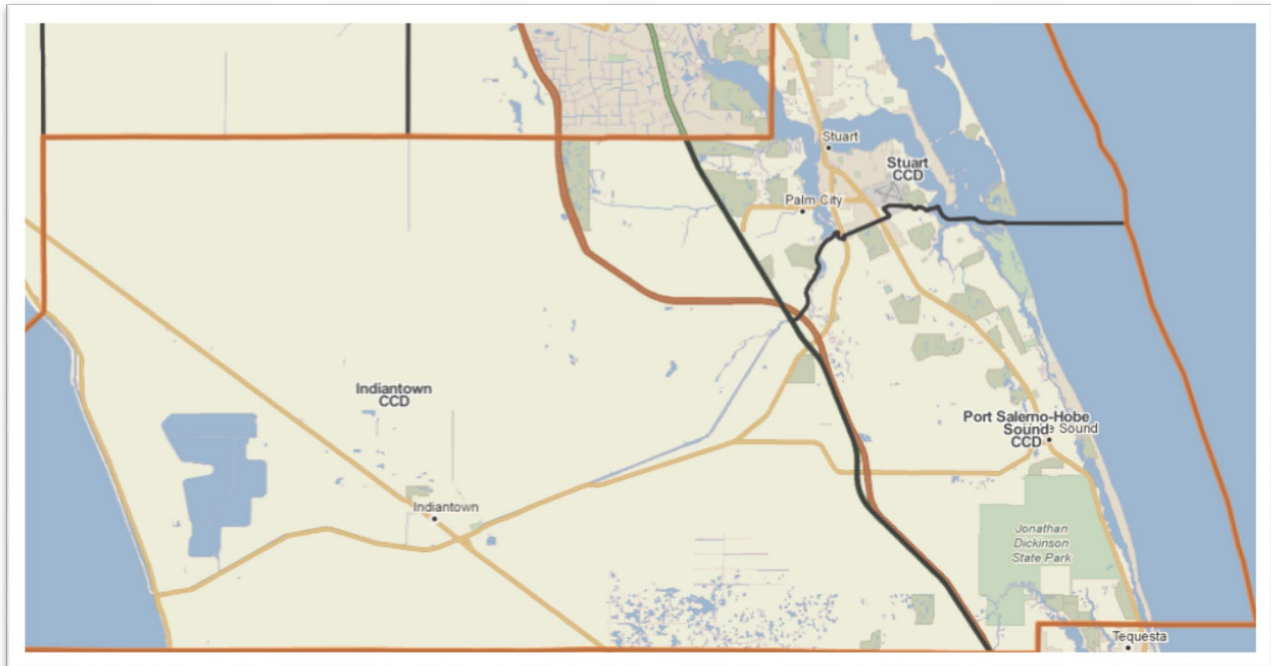 Stuart
Stuart
CCD
Palm City
Indiantown
CCD
Port Salerno-Hobe
Sound
Sound
CCD
Indiantown
Jonathan
Dickinson
State Park
Tequesta